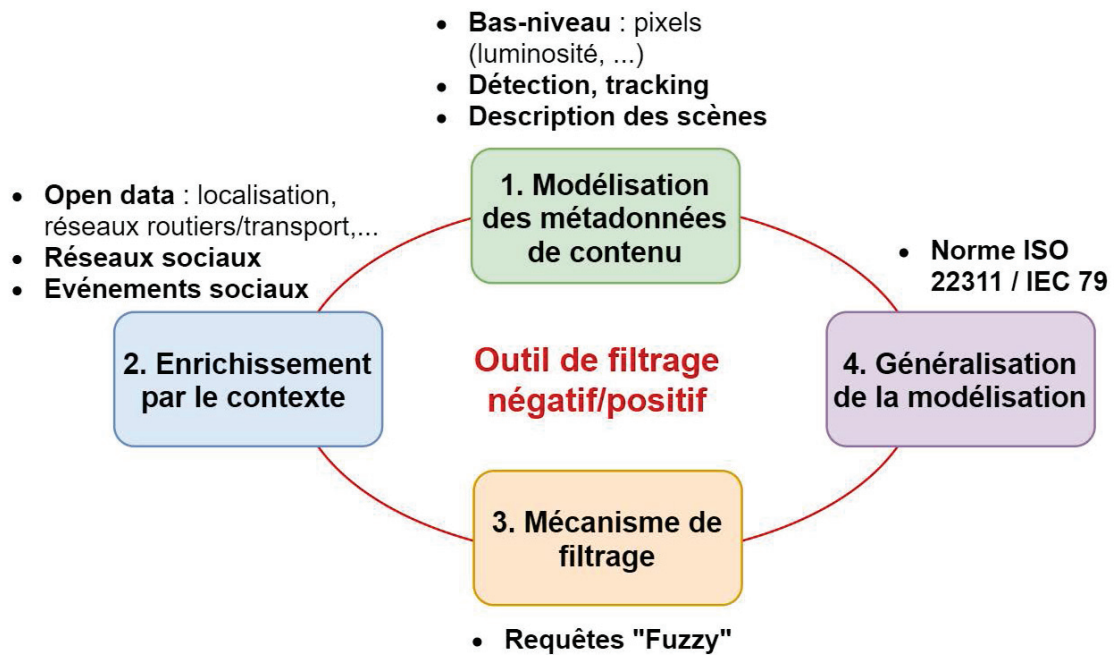 • Bas-niveau : pixels
(luminosité, ...)
• Détection, tracking
• Description des scènes
1. Modélisation
des métadonnées
de contenu
• Open data : localisation,
réseaux routiers/transport,...
• Réseaux sociaux
• Evénements sociaux
2. Enrichissement
par le contexte
Outil de filtrage
négatif/positif
• Norme ISO
22311 / IEC 79
4. Généralisation
de la modélisation
3. Mécanisme de
filtrage
• Requêtes "Fuzzy"